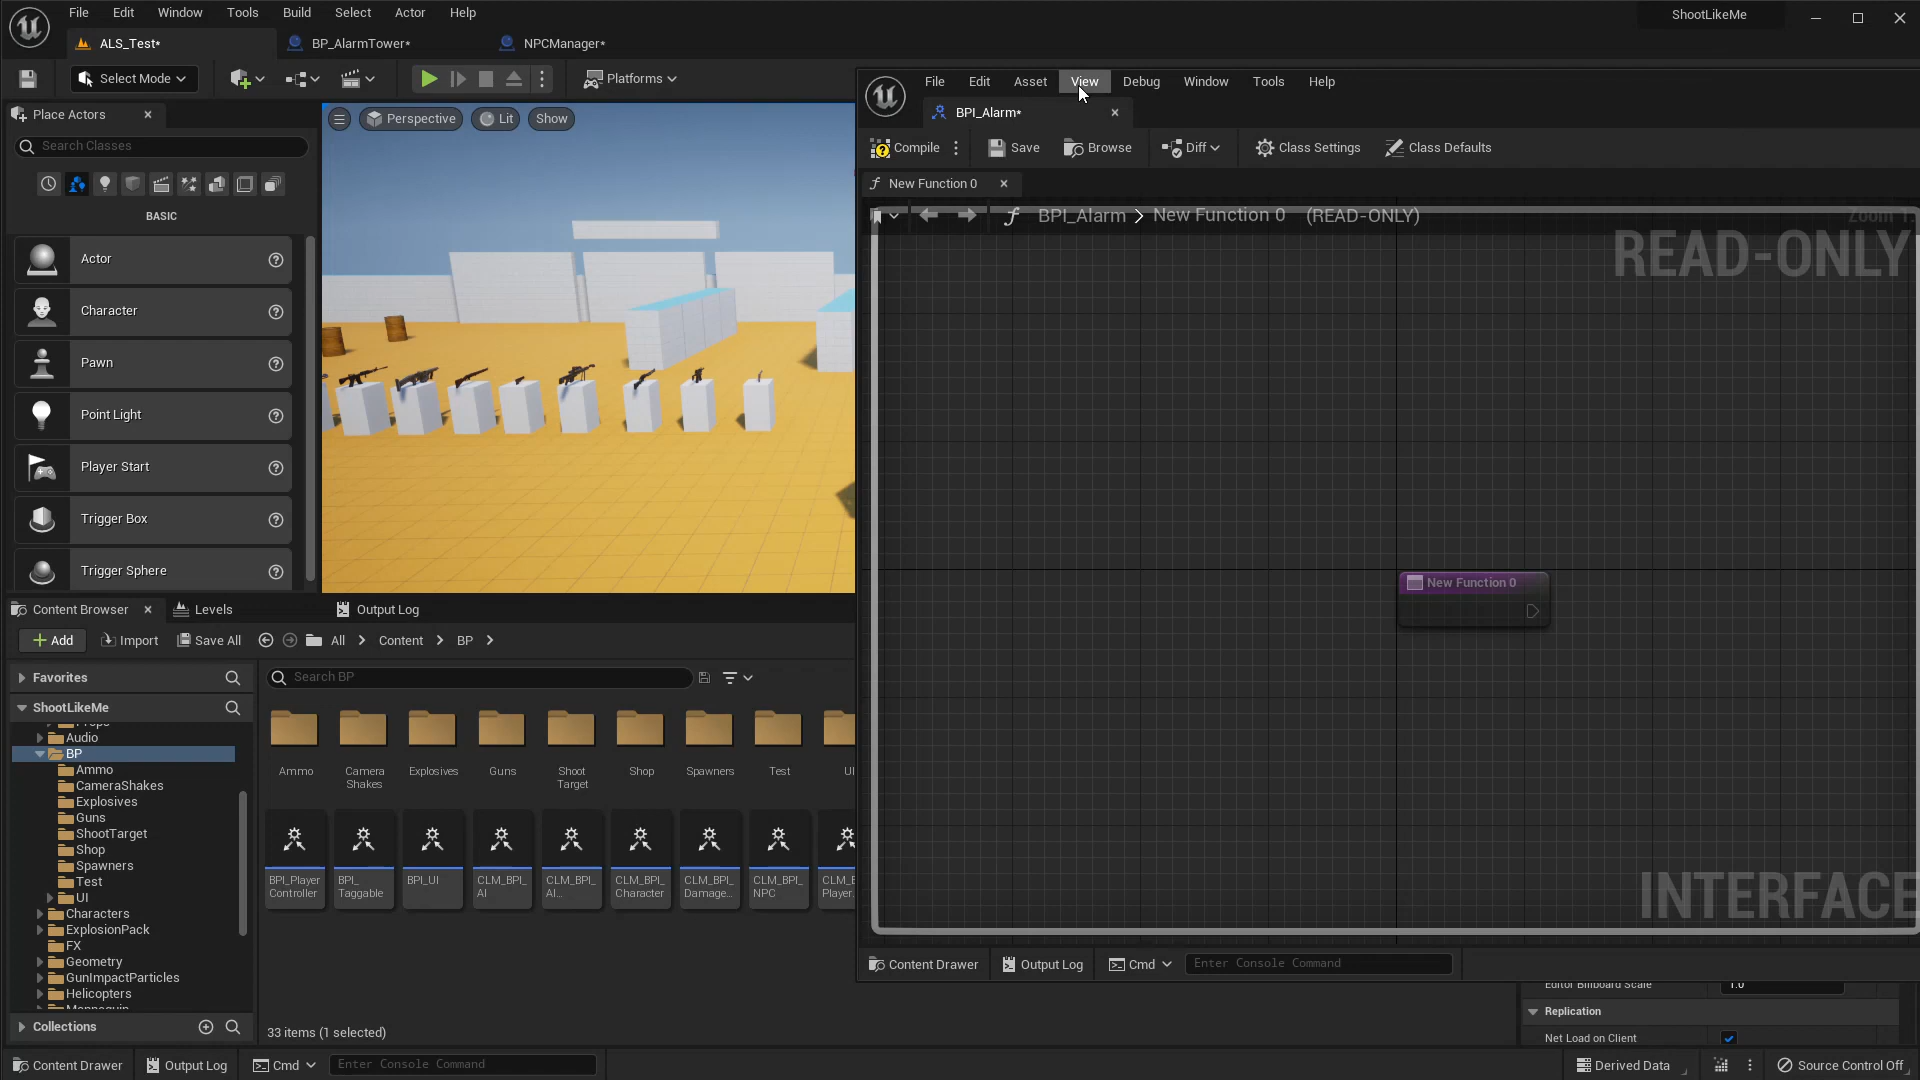 File Edit Window Tools Build Select Actor Help
ShootLikeMe
ALS_Test*
BP_AlarmTower*
NPCManager*
Select Mode
Platforms
Place Actors
Search Classes
BASIC
Actor
Character
Pawn
Point Light
Player Start
Trigger Box
Trigger Sphere
Perspective
Lit
Show
File Edit Asset View Debug Window Tools Help
BPI_Alarm*
Compile
Save
Browse
Diff
Class Settings
Class Defaults
New Function 0
BPI_Alarm > New Function 0 (READ-ONLY)
READ-ONLY
New Function 0
INTERFACE
Content Drawer
Output Log
Cmd
Enter Console Command
Content Browser
Levels
Output Log
Add
Import
Save All
All > Content > BP >
Favorites
ShootLikeMe
Audio
BP
Ammo
CameraShakes
Explosives
Guns
ShootTarget
Shop
Spawners
Test
UI
Characters
ExplosionPack
FX
Geometry
GunImpactParticles
Helicopters
Collections
Search BP
Ammo
Camera
Shakes
Explosives
Guns
Shoot
Target
Shop
Spawners
Test
UI
BPI_Player
Controller
BPI_
Taggable
BPI_UI
CLM_BPI_
AI
CLM_BPI_
AI...
CLM_BPI_
Character
CLM_BPI_
Damage...
CLM_BPI_
NPC
CLM_B
Player
33 items (1 selected)
Editor Billboard Scale
1.0
Replication
Net Load on Client
Content Drawer
Output Log
Cmd
Enter Console Command
Derived Data
Source Control Off